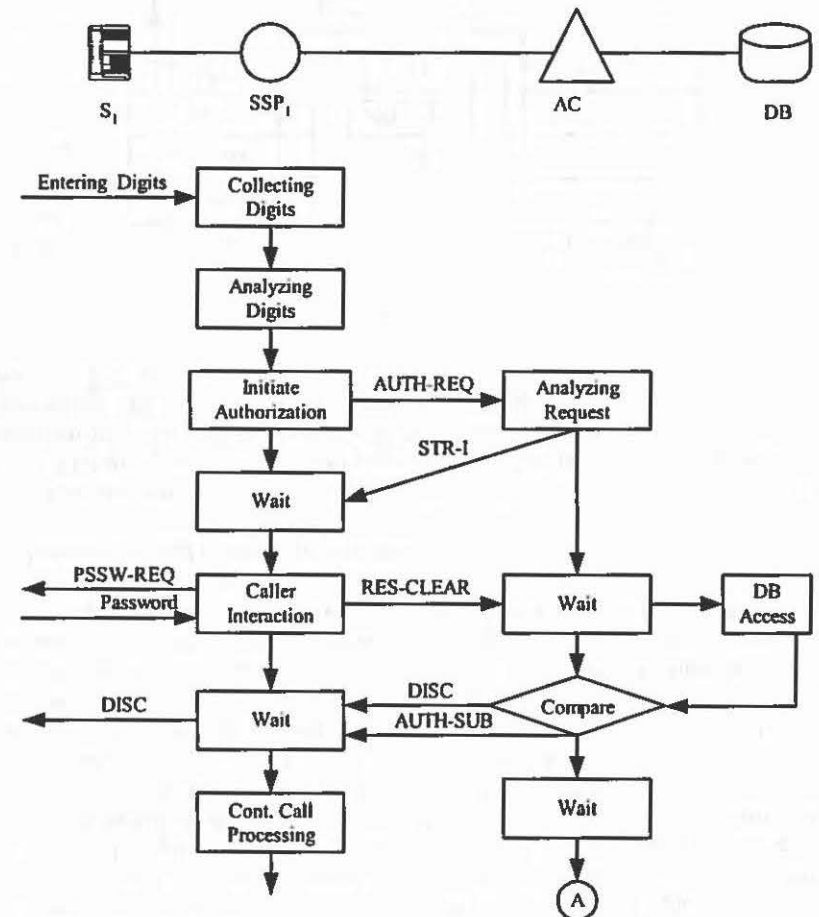 S1
SSP1
AC
DB
Entering Digits
Collecting
Digits
Analyzing
Digits
Initiate
Authorization
AUTH-REQ
Analyzing
Request
STR-I
Wait
PSSW-REQ
Password
Caller
Interaction
RES-CLEAR
Wait
DB
Access
DISC
Wait
DISC
AUTH-SUB
Compare
Cont. Call
Processing
Wait
A